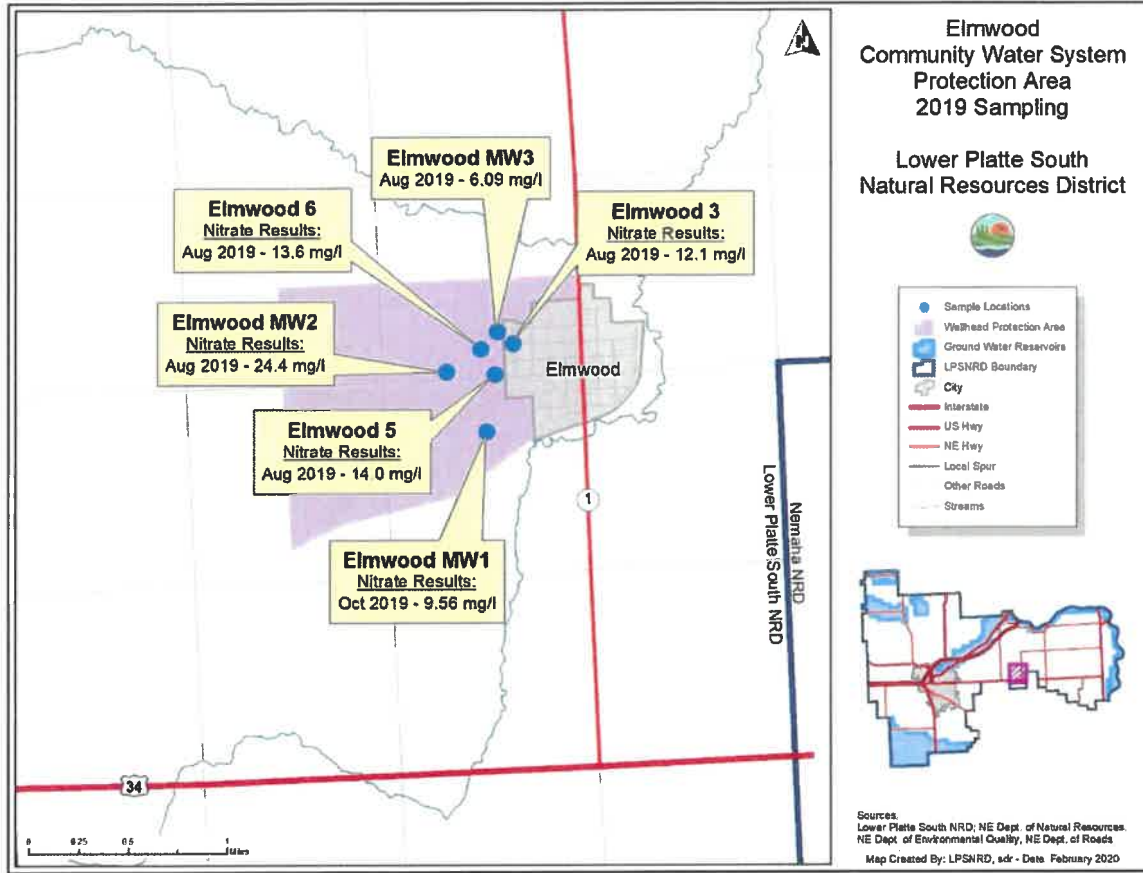 Elmwood
Community Water System
Protection Area
2019 Sampling
Lower Platte South
Natural Resources District
N
Elmwood MW3
Aug 2019 - 6.09 mg/l
Elmwood 6
Nitrate Results:
Aug 2019 - 13.6 mg/l
Elmwood 3
Nitrate Results:
Aug 2019 - 12.1 mg/l
Elmwood MW2
Nitrate Results:
Aug 2019 - 24.4 mg/l
Elmwood
Elmwood 5
Nitrate Results:
Aug 2019 - 14.0 mg/l
Elmwood MW1
Nitrate Results:
Oct 2019 - 9.56 mg/l
1
Nemaha NRD
Lower Platte South NRD
34
0 0.25 0.5 1
Miles
Sample Locations
Wellhead Protection Area
Ground Water Reservoirs
LPSNRD Boundary
City
Interstate
US Hwy
NE Hwy
Local Spur
Other Roads
Streams
Sources.
Lower Platte South NRD; NE Dept. of Natural Resources.
NE Dept of Environmental Quality, NE Dept. of Roads
Map Created By: LPSNRD, sdr - Date February 2020